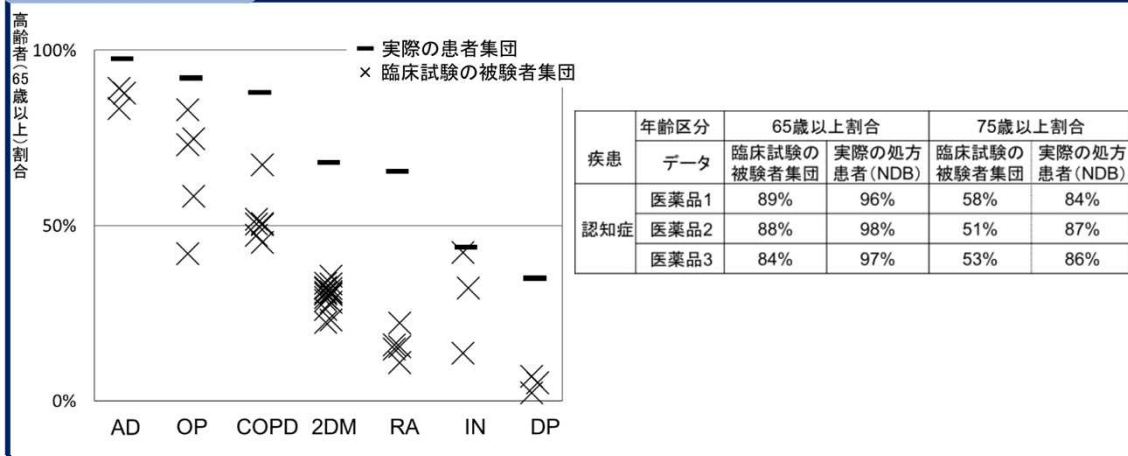 高齢者(65歳以上)割合
100%
50%
0%
実際の患者集団
× 臨床試験の被験者集団
AD OP COPD 2DM RA IN DP
疾患 年齢区分 65歳以上割合 75歳以上割合
データ 臨床試験の被験者集団 実際の処方患者(NDB) 臨床試験の被験者集団 実際の処方患者(NDB)
認知症 医薬品1 89% 96% 58% 84%
医薬品2 88% 98% 51% 87%
医薬品3 84% 97% 53% 86%